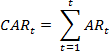 CAR_t = \sum_{t=1}^{t} AR_t